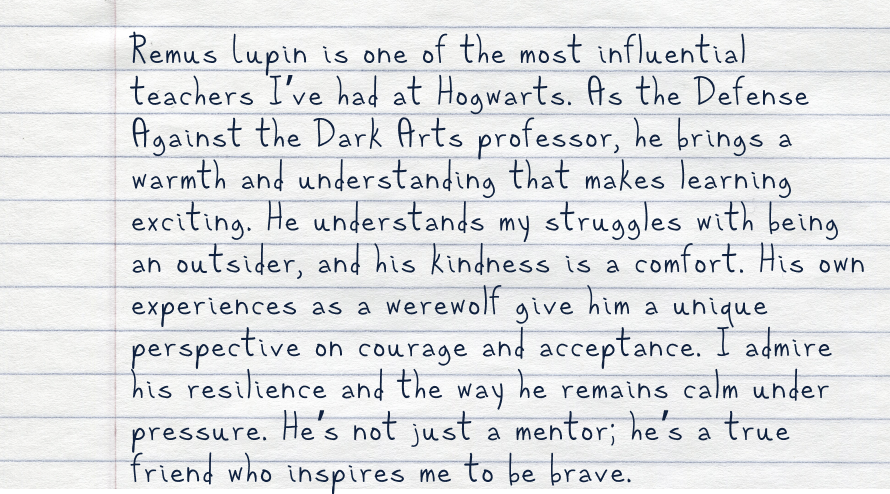 Remus Lupin is one of the most influential
teachers I've had at Hogwarts. As the Defense
Against the Dark Arts professor, he brings a
warmth and understanding that makes learning
exciting. He understands my struggles with being
an outsider, and his kindness is a comfort. His own
experiences as a werewolf give him a unique
perspective on courage and acceptance. I admire
his resilience and the way he remains calm under
pressure. He's not just a mentor; he's a true
friend who inspires me to be brave.